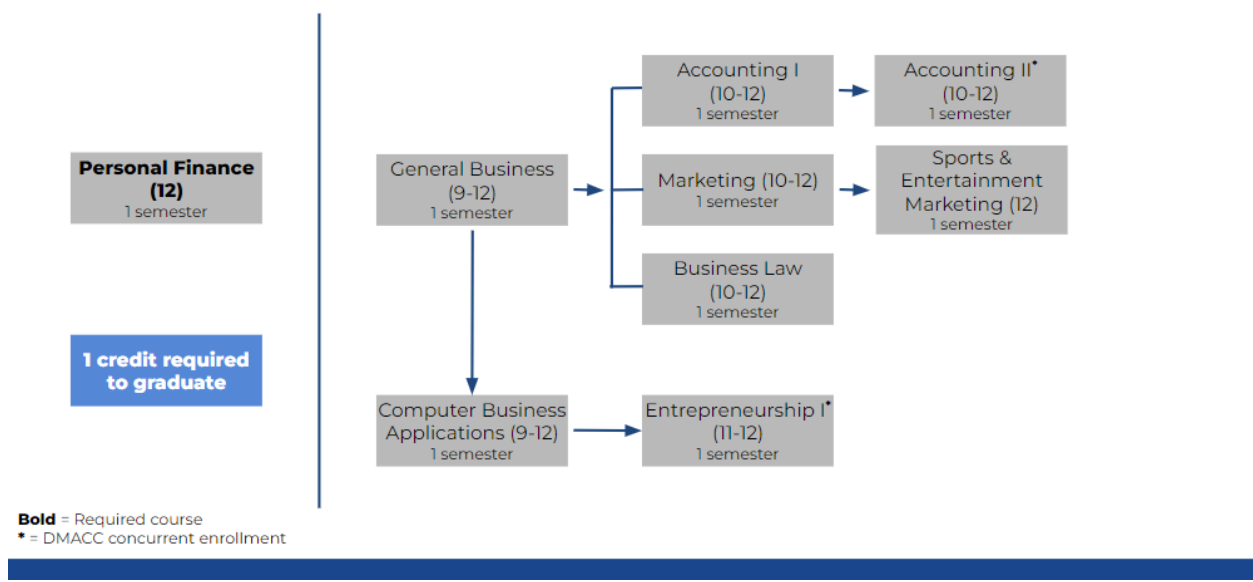 Personal Finance
(12)
1 semester
1 credit required
to graduate
General Business
(9-12)
1 semester
Accounting I
(10-12)
1 semester
Accounting II*
(10-12)
1 semester
Marketing (10-12)
1 semester
Sports &
Entertainment
Marketing (12)
1 semester
Business Law
(10-12)
1 semester
Computer Business
Applications (9-12)
1 semester
Entrepreneurship I*
(11-12)
1 semester
Bold = Required course
* = DMACC concurrent enrollment